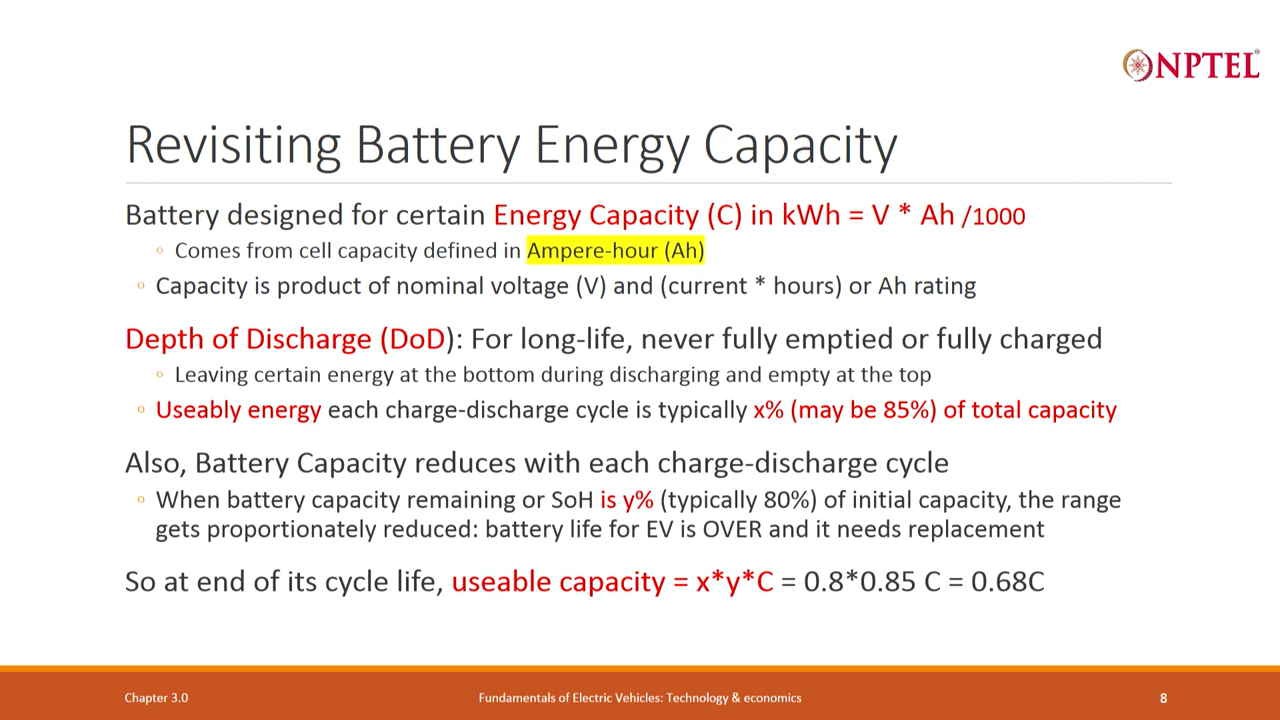 NPTEL
Revisiting Battery Energy Capacity
Battery designed for certain Energy Capacity (C) in kWh = V * Ah /1000
◦ Comes from cell capacity defined in Ampere-hour (Ah)
◦ Capacity is product of nominal voltage (V) and (current * hours) or Ah rating
Depth of Discharge (DoD): For long-life, never fully emptied or fully charged
◦ Leaving certain energy at the bottom during discharging and empty at the top
◦ Useably energy each charge-discharge cycle is typically x% (may be 85%) of total capacity
Also, Battery Capacity reduces with each charge-discharge cycle
◦ When battery capacity remaining or SoH is y% (typically 80%) of initial capacity, the range
gets proportionately reduced: battery life for EV is OVER and it needs replacement
So at end of its cycle life, useable capacity = x*y*C = 0.8*0.85 C = 0.68C
Chapter 3.0
Fundamentals of Electric Vehicles: Technology & economics
8